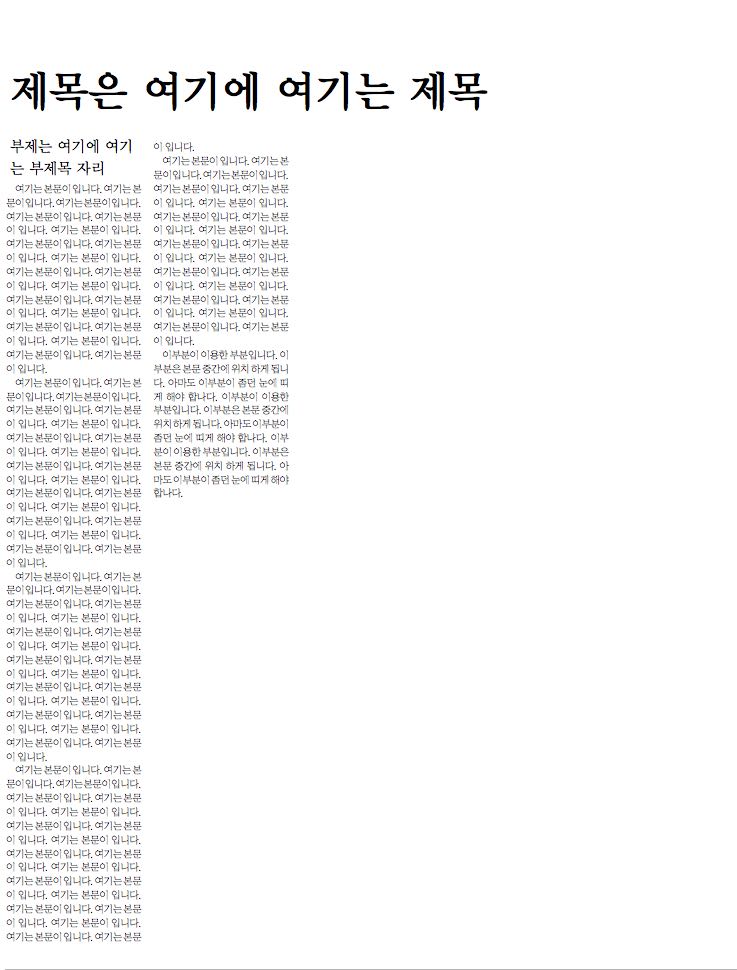 제목은 여기에 여기는 제목
부제는 여기에 여기
는 부제목 자리
여기는 본문이 입니다. 여기는 본
문이 입니다. 여기는 본문이 입니다.
여기는 본문이 입니다. 여기는 본문
이 입니다. 여기는 본문이 입니다.
여기는 본문이 입니다. 여기는 본문
이 입니다. 여기는 본문이 입니다.
여기는 본문이 입니다. 여기는 본문
이 입니다. 여기는 본문이 입니다.
여기는 본문이 입니다. 여기는 본문
이 입니다. 여기는 본문이 입니다.
여기는 본문이 입니다. 여기는 본문
이 입니다. 여기는 본문이 입니다.
여기는 본문이 입니다. 여기는 본문
이 입니다.
여기는 본문이 입니다. 여기는 본
문이 입니다. 여기는 본문이 입니다.
여기는 본문이 입니다. 여기는 본문
이 입니다. 여기는 본문이 입니다.
여기는 본문이 입니다. 여기는 본문
이 입니다. 여기는 본문이 입니다.
여기는 본문이 입니다. 여기는 본문
이 입니다. 여기는 본문이 입니다.
여기는 본문이 입니다. 여기는 본문
이 입니다. 여기는 본문이 입니다.
여기는 본문이 입니다. 여기는 본문
이 입니다. 여기는 본문이 입니다.
여기는 본문이 입니다. 여기는 본문
이 입니다.
여기는 본문이 입니다. 여기는 본
문이 입니다. 여기는 본문이 입니다.
여기는 본문이 입니다. 여기는 본문
이 입니다. 여기는 본문이 입니다.
여기는 본문이 입니다. 여기는 본문
이 입니다. 여기는 본문이 입니다.
여기는 본문이 입니다. 여기는 본문
이 입니다. 여기는 본문이 입니다.
여기는 본문이 입니다. 여기는 본문
이 입니다. 여기는 본문이 입니다.
여기는 본문이 입니다. 여기는 본문
이 입니다. 여기는 본문이 입니다.
여기는 본문이 입니다. 여기는 본문
이 입니다.
여기는 본문이 입니다. 여기는 본
문이 입니다. 여기는 본문이 입니다.
여기는 본문이 입니다. 여기는 본문
이 입니다. 여기는 본문이 입니다.
여기는 본문이 입니다. 여기는 본문
이 입니다. 여기는 본문이 입니다.
여기는 본문이 입니다. 여기는 본문
이 입니다. 여기는 본문이 입니다.
여기는 본문이 입니다. 여기는 본문
이 입니다. 여기는 본문이 입니다.
여기는 본문이 입니다. 여기는 본문
이 입니다. 여기는 본문이 입니다.
여기는 본문이 입니다. 여기는 본문
이 입니다.
여기는 본문이 입니다. 여기는 본
문이 입니다. 여기는 본문이 입니다.
여기는 본문이 입니다. 여기는 본문
이 입니다. 여기는 본문이 입니다.
여기는 본문이 입니다. 여기는 본문
이 입니다. 여기는 본문이 입니다.
여기는 본문이 입니다. 여기는 본문
이 입니다. 여기는 본문이 입니다.
여기는 본문이 입니다. 여기는 본문
이 입니다. 여기는 본문이 입니다.
여기는 본문이 입니다. 여기는 본문
이 입니다. 여기는 본문이 입니다.
여기는 본문이 입니다. 여기는 본문
이 입니다.
이부분이 이용한 부분입니다. 이
부분은 본문 중간에 위치 하게 됩니
다. 아마도 이부분이 좀던 눈에 띠
게 해야 합나다. 이부분이 이용한
부분입니다. 이부분은 본문 중간에
위치 하게 됩니다. 아마도 이부분이
좀던 눈에 띠게 해야 합나다. 이부
분이 이용한 부분입니다. 이부분은
본문 중간에 위치 하게 됩니다. 아
마도 이부분이 좀던 눈에 띠게 해야
합나다.